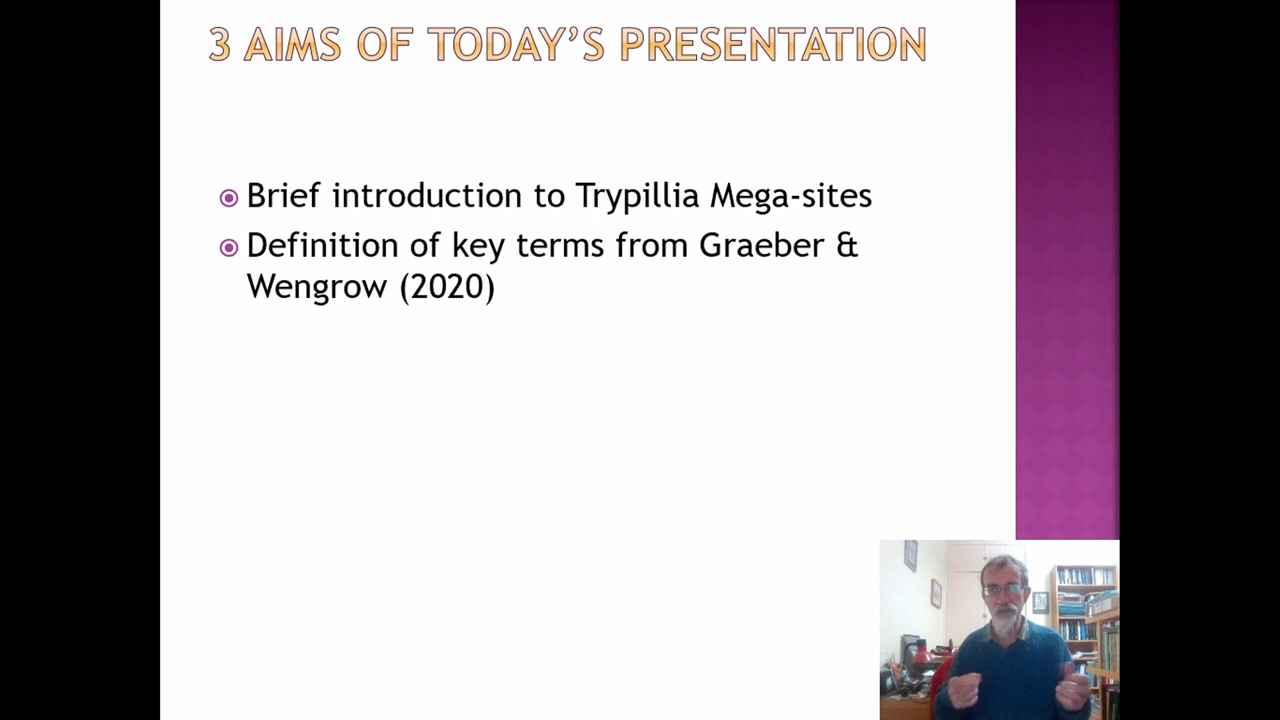 3 AIMS OF TODAY’S PRESENTATION
Brief introduction to Trypillia Mega-sites
Definition of key terms from Graeber &
Wengrow (2020)